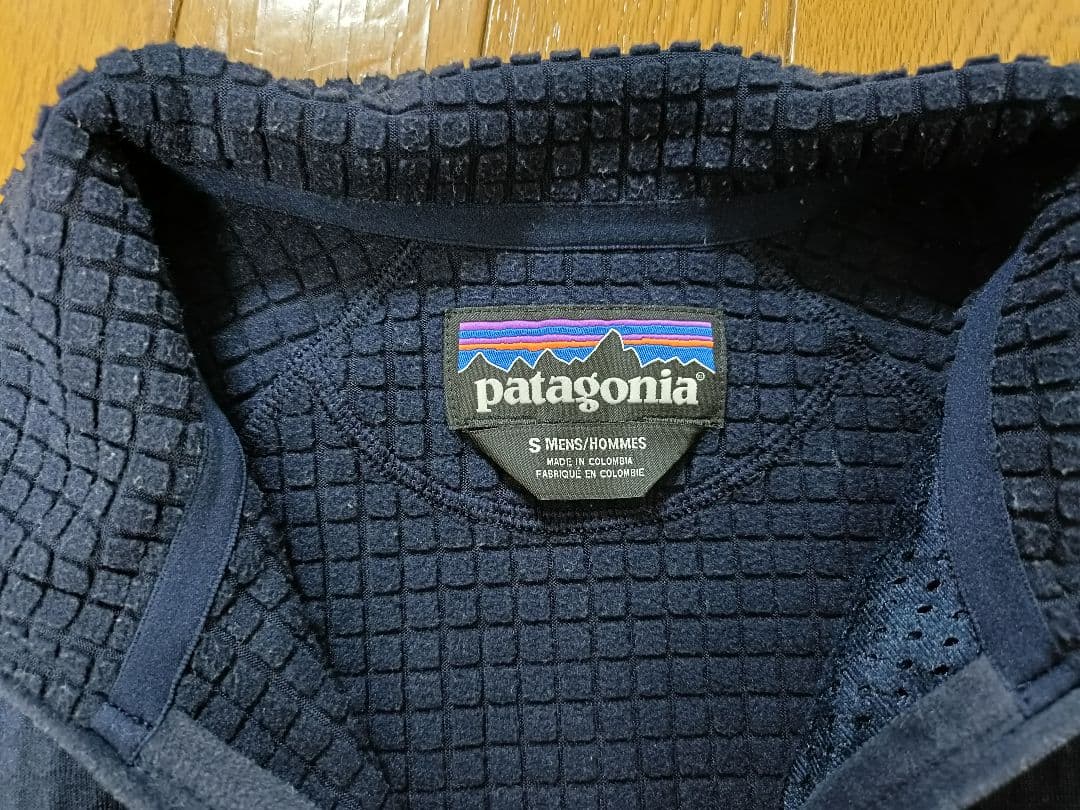 patagonia®
S MENS/HOMMES
MADE IN COLOMBIA
FABRIQUÉ EN COLOMBIE